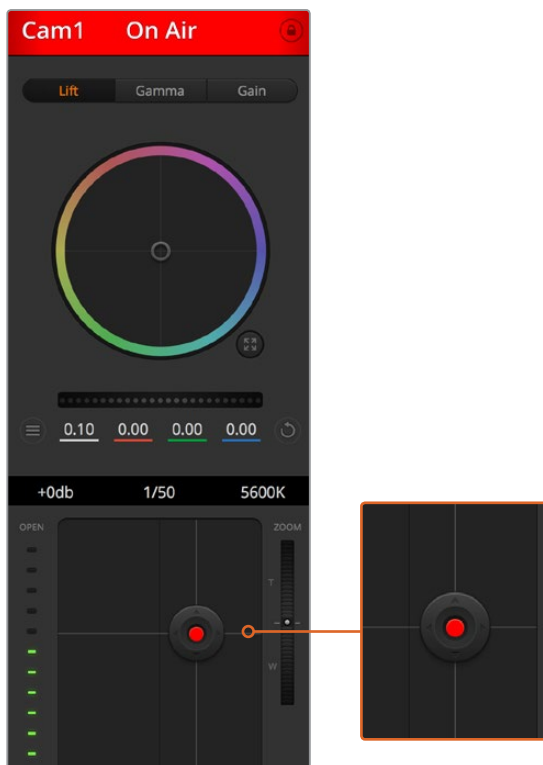 Cam1 On Air
Lift Gamma Gain
0.10 0.00 0.00 0.00
+0db 1/50 5600K
OPEN ZOOM
T
W